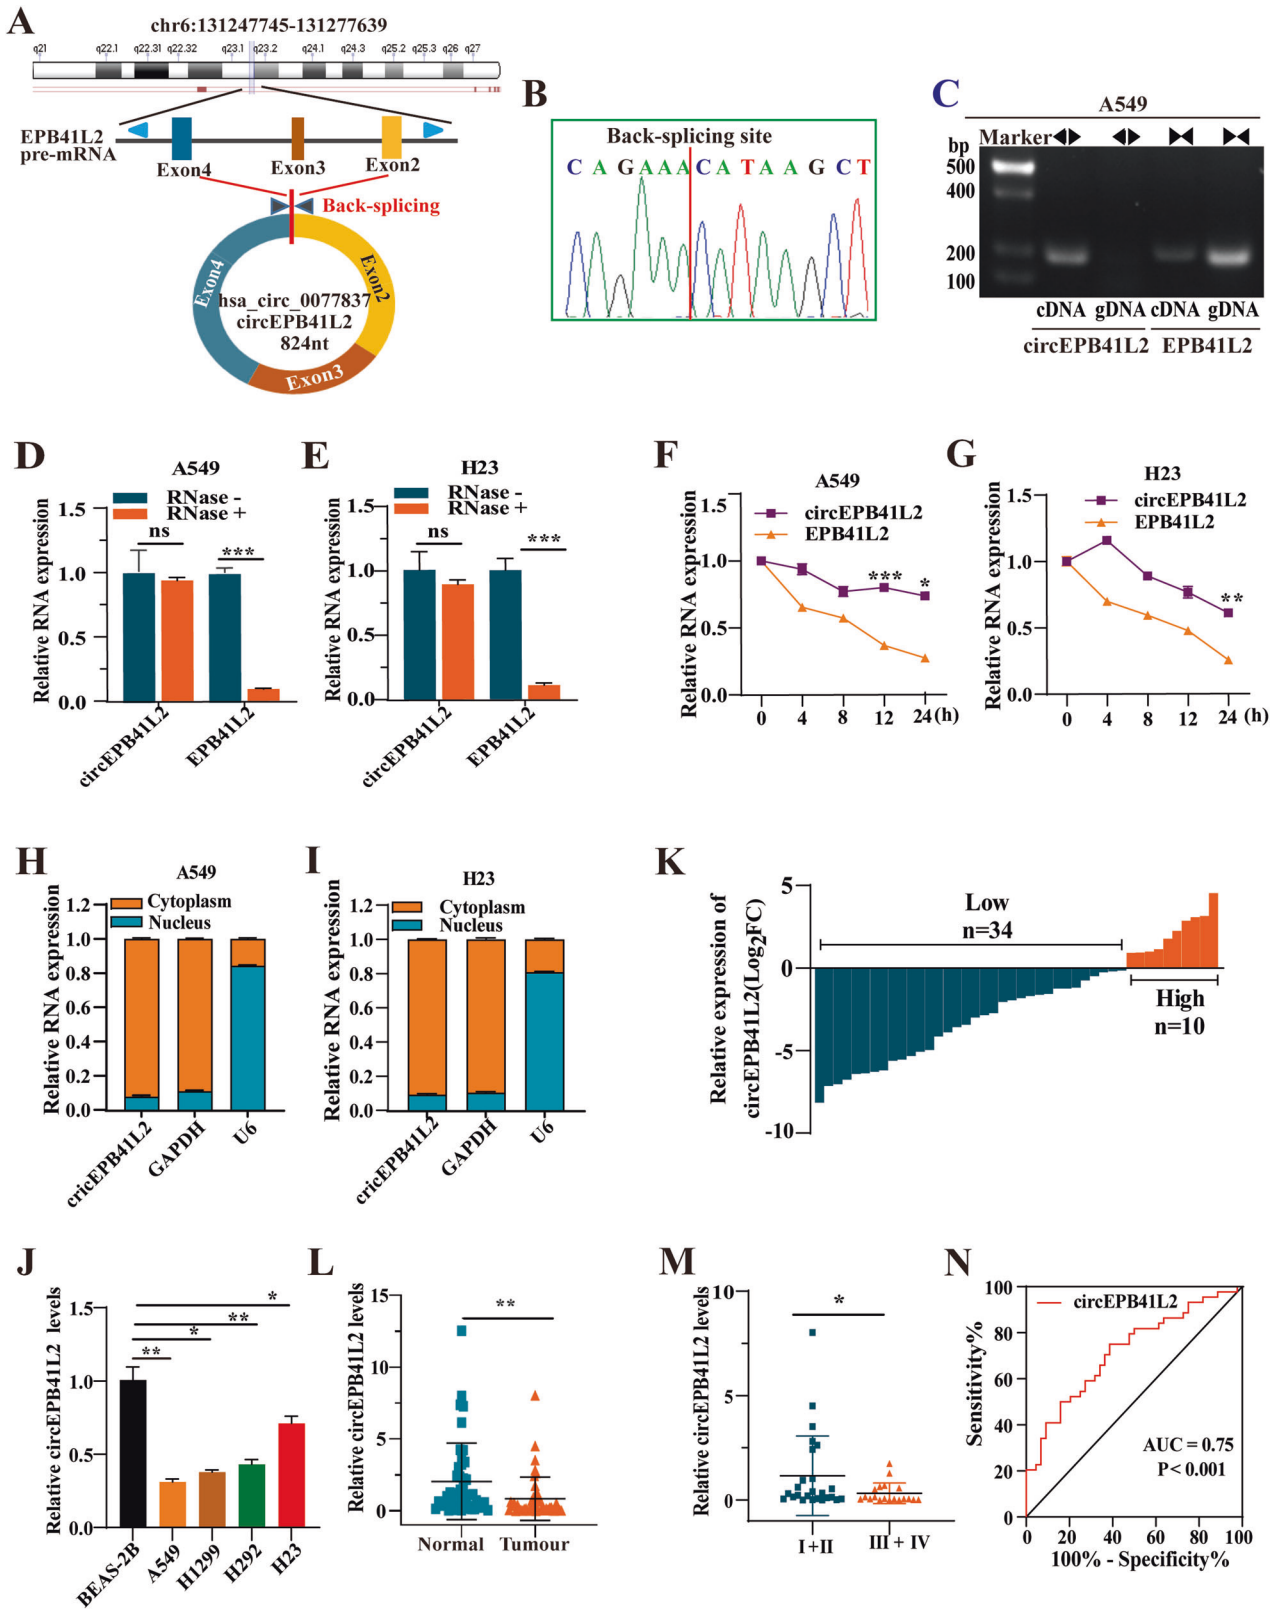 A
chr6:131247745-131277639
q21 q22.1 q22.31 q22.32 q23.1 q23.2 q24.1 q24.3 q25.2 q25.3 q26 q27
EPB41L2
pre-mRNA
Exon4 Exon3 Exon2
Back-splicing
Exon4 Exon2 Exon3
hsa_circ_0077837
circEPB41L2
824nt
B
Back-splicing site
C A G A A A C A T A A G C T
C
A549
Marker
bp
500
400
200
100
cDNA gDNA cDNA gDNA
circEPB41L2 EPB41L2
D
A549
RNase -
RNase +
Relative RNA expression
1.5
1.0
0.5
0.0
ns
***
circEPB41L2
EPB41L2
E
H23
RNase -
RNase +
Relative RNA expression
1.5
1.0
0.5
0.0
ns
***
circEPB41L2
EPB41L2
F
A549
circEPB41L2
EPB41L2
Relative RNA expression
1.5
1.0
0.5
0.0
*** *
0 4 8 12 24 (h)
G
H23
circEPB41L2
EPB41L2
Relative RNA expression
1.5
1.0
0.5
0.0
**
0 4 8 12 24 (h)
H
A549
Cytoplasm
Nucleus
Relative RNA expression
1.2
1.0
0.8
0.6
0.4
0.2
0.0
cricEPB41L2
GAPDH
U6
I
H23
Cytoplasm
Nucleus
Relative RNA expression
1.2
1.0
0.8
0.6
0.4
0.2
0.0
cricEPB41L2
GAPDH
U6
K
Relative expression of
circEPB41L2(Log2FC)
5
0
-5
-10
Low
n=34
High
n=10
J
Relative circEPB41L2 levels
1.5
1.0
0.5
0.0
*
**
*
**
BEAS-2B
A549
H1299
H292
H23
L
Relative circEPB41L2 levels
15
10
5
0
**
Normal Tumour
M
Relative circEPB41L2 levels
10
5
0
*
I+II III + IV
N
circEPB41L2
Sensitivity%
100
80
60
40
20
0
AUC = 0.75
P< 0.001
0 20 40 60 80 100
100% - Specificity%